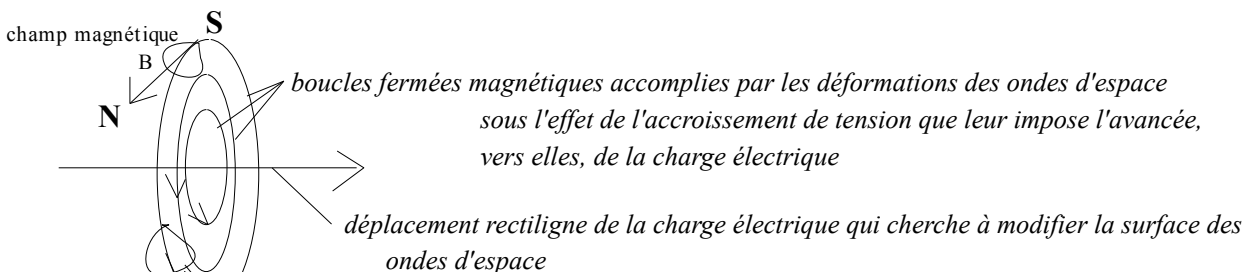 S
champ magnétique
B
N
boucles fermées magnétiques accomplies par les déformations des ondes d'espace
sous l'effet de l'accroissement de tension que leur impose l'avancée,
vers elles, de la charge électrique
déplacement rectiligne de la charge électrique qui cherche à modifier la surface des
ondes d'espace